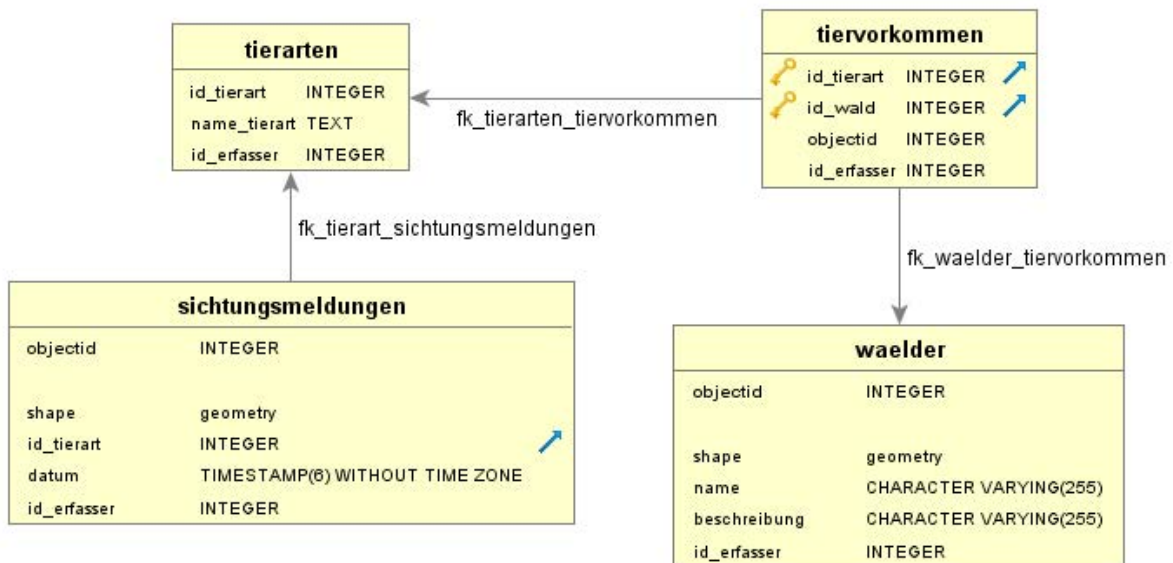 tierarten
id_tierart INTEGER
name_tierart TEXT
id_erfasser INTEGER
fk_tierarten_tiervorkommen
tiervorkommen
id_tierart INTEGER
id_wald INTEGER
objectid INTEGER
id_erfasser INTEGER
fk_tierart_sichtungsmeldungen
fk_waelder_tiervorkommen
sichtungsmeldungen
objectid INTEGER
shape geometry
id_tierart INTEGER
datum TIMESTAMP(6) WITHOUT TIME ZONE
id_erfasser INTEGER
waelder
objectid INTEGER
shape geometry
name CHARACTER VARYING(255)
beschreibung CHARACTER VARYING(255)
id_erfasser INTEGER